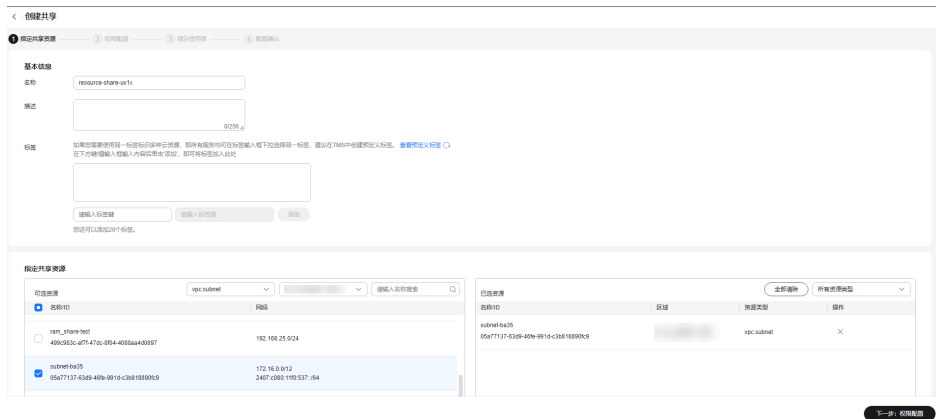 创建共享
1 指定共享资源 2 权限配置 3 指定使用者 4 配置确认
基本信息
名称 resource-share-uv1x
描述
0/256
标签 如果您需要使用同一标签标识多种云资源，即所有服务均可在标签输入框下拉选择同一标签，建议在TMS中创建预定义标签。 查看预定义标签
在下方键/值输入框输入内容后单击'添加'，即可将标签加入此处
请输入标签键 请输入标签值 添加
您还可以添加20个标签。
指定共享资源
可选资源 vpc:subnet 请输入名称搜索
名称/ID 网段
ram_share-test
499c983c-af7f-47dc-8f04-4088aa4d0897 192.168.25.0/24
subnet-ba35
05a77137-63d9-46fe-991d-c3b818890fc9
172.16.0.0/12
2407:c080:11f0:537::/64
已选资源 全部清除 所有资源类型
名称/ID 区域 资源类型 操作
subnet-ba35
05a77137-63d9-46fe-991d-c3b818890fc9 vpc:subnet
下一步：权限配置